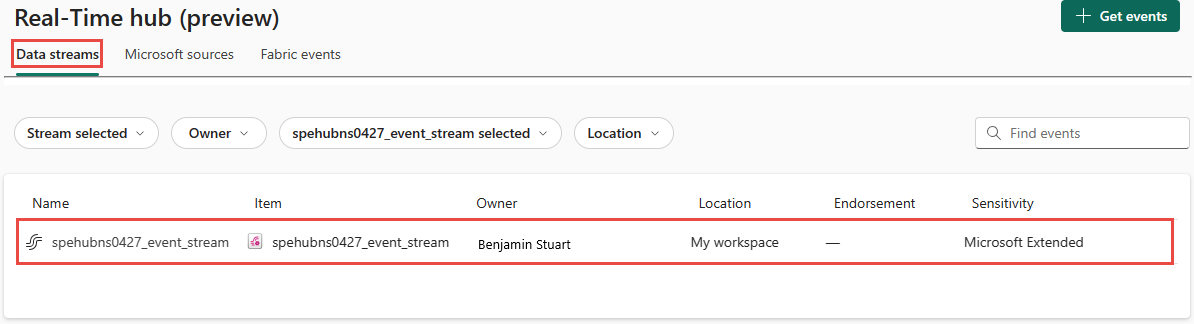 Real-Time hub (preview)
Get events
Data streams Microsoft sources Fabric events
Stream selected Owner spehubns0427_event_stream selected Location Find events
Name Item Owner Location Endorsement Sensitivity
spehubns0427_event_stream spehubns0427_event_stream Benjamin Stuart My workspace — Microsoft Extended